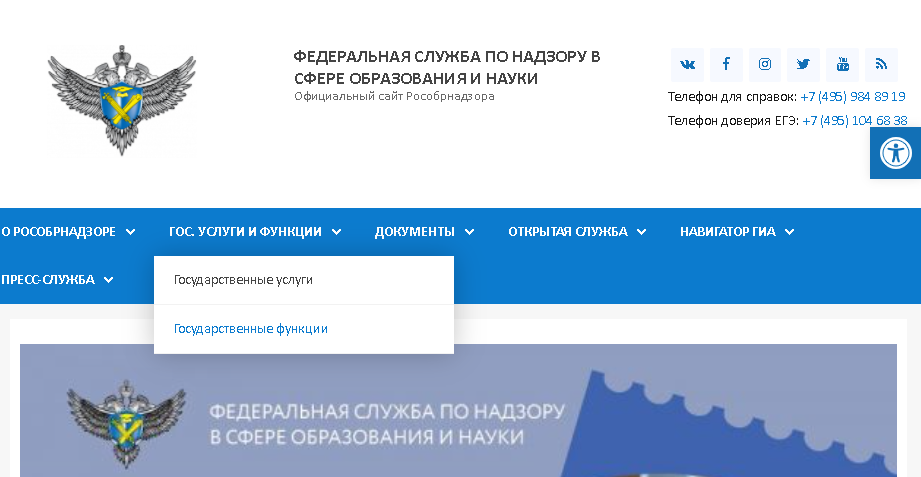 ФЕДЕРАЛЬНАЯ СЛУЖБА ПО НАДЗОРУ В
СФЕРЕ ОБРАЗОВАНИЯ И НАУКИ
Официальный сайт Рособрнадзора
Телефон для справок: +7 (495) 984 89 19
Телефон доверия ЕГЭ: +7 (495) 104 68 38
О РОСОБРНАДЗОРЕ ГОС. УСЛУГИ И ФУНКЦИИ ДОКУМЕНТЫ ОТКРЫТАЯ СЛУЖБА НАВИГАТОР ГИА
ПРЕСС-СЛУЖБА
Государственные услуги
Государственные функции
ФЕДЕРАЛЬНАЯ СЛУЖБА ПО НАДЗОРУ
В СФЕРЕ ОБРАЗОВАНИЯ И НАУКИ